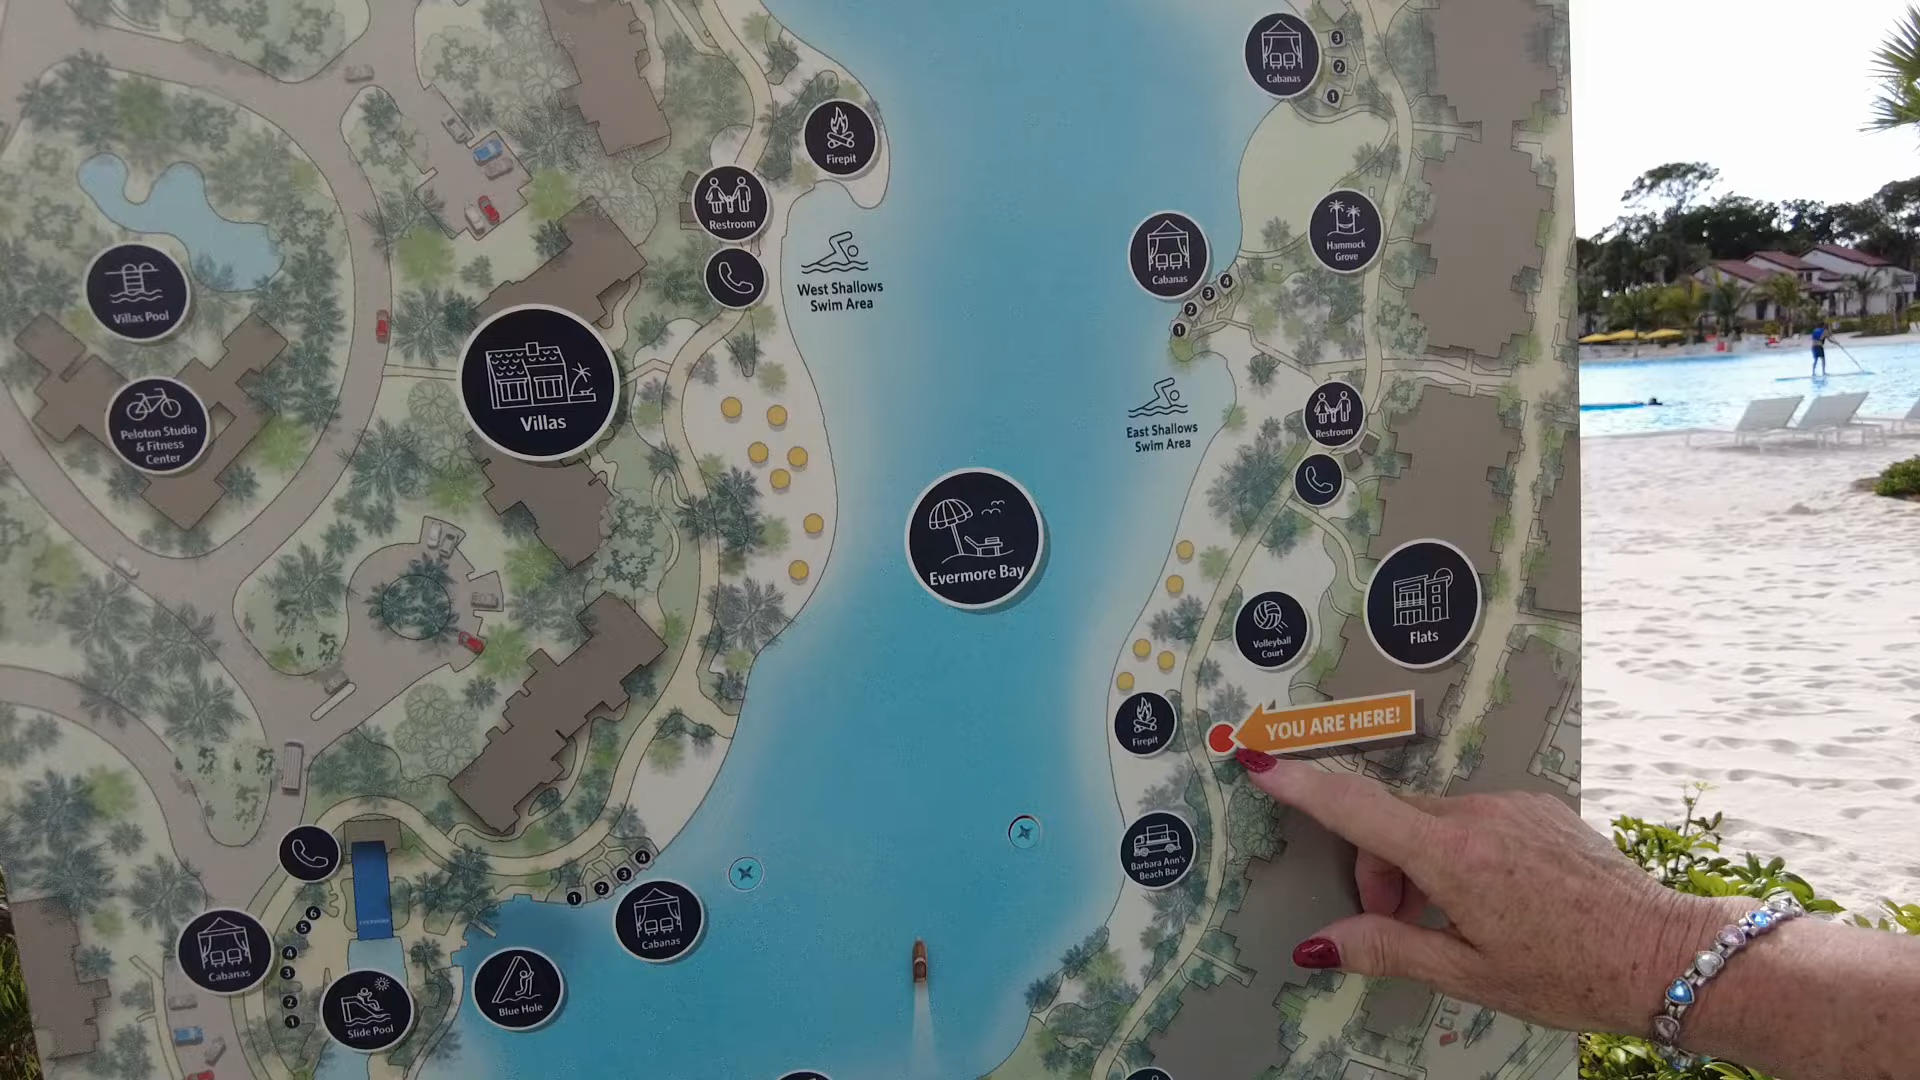 3
Cabanas
2
1
Firepit
Restroom
Hammock
Grove
Cabanas
4
3
2
1
West Shallows
Swim Area
Villas Pool
Villas
Peloton Studio
& Fitness
Center
East Shallows
Swim Area
Restroom
Evermore Bay
Flats
Volleyball
Court
YOU ARE HERE!
Firepit
Barbara Ann's
Beach Bar
4
3
2
1
Cabanas
6
5
4
3
2
1
Cabanas
Blue Hole
Slide Pool